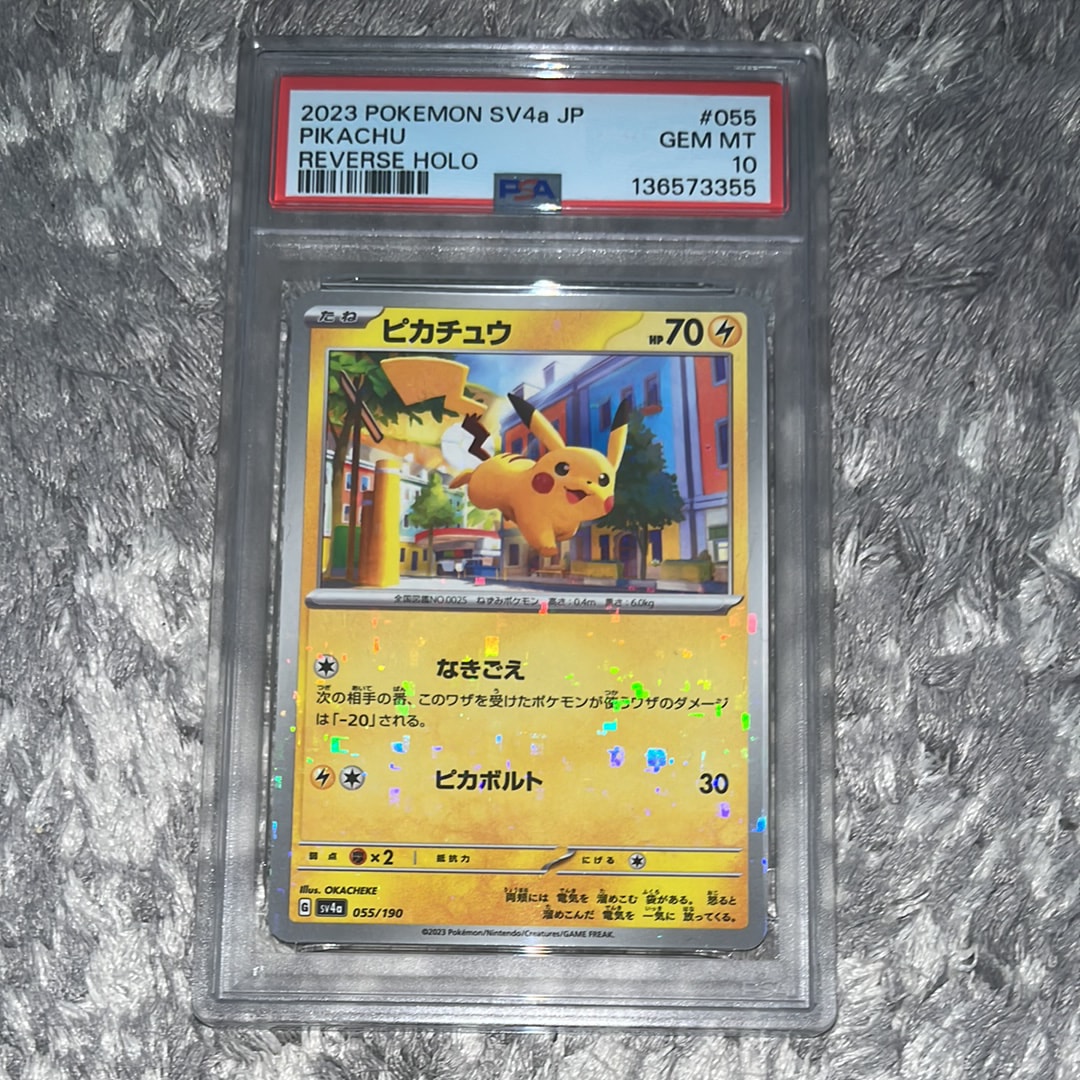 2023 POKEMON SV4a JP #055
PIKACHU GEM MT
REVERSE HOLO 10
PSA 136573355
たね ピカチュウ HP70
全国図鑑NO.0025 ねずみポケモン 高さ:0.4m 重さ:6.0kg
なきごえ
次の相手の番、このワザを受けたポケモンが使うワザのダメージ
は「-20」される。
ピカボルト 30
弱点 ×2 抵抗力 にげる
Illus. OKACHEKE
両頬には 電気を 溜めこむ 袋がある。 怒ると
溜めこんだ 電気を 一気に 放ってくる。
G sv4a 055/190
©2023 Pokémon/Nintendo/Creatures/GAME FREAK.